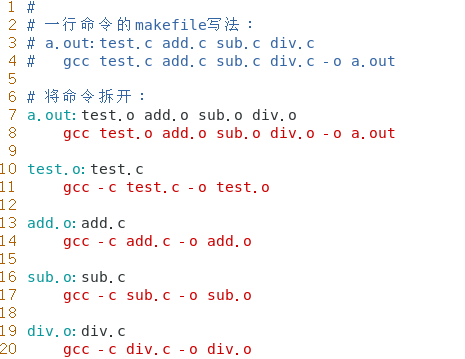 1 #
2 # 一行命令的makefile写法：
3 # a.out:test.c add.c sub.c div.c
4 #   gcc test.c add.c sub.c div.c -o a.out
5
6 # 将命令拆开：
7 a.out:test.o add.o sub.o div.o
8     gcc test.o add.o sub.o div.o -o a.out
9
10 test.o:test.c
11     gcc -c test.c -o test.o
12
13 add.o:add.c
14     gcc -c add.c -o add.o
15
16 sub.o:sub.c
17     gcc -c sub.c -o sub.o
18
19 div.o:div.c
20     gcc -c div.c -o div.o